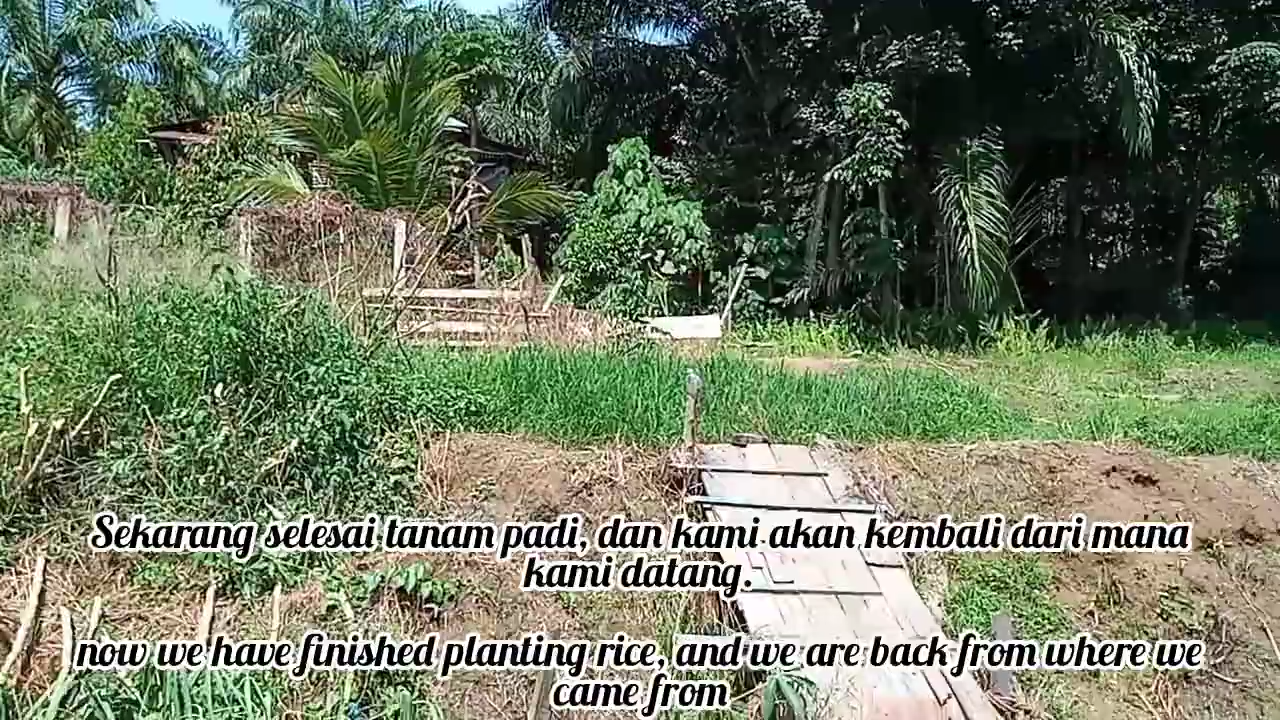 Sekarang selesai tanam padi, dan kami akan kembali dari mana
kami datang.
now we have finished planting rice, and we are back from where we
came from